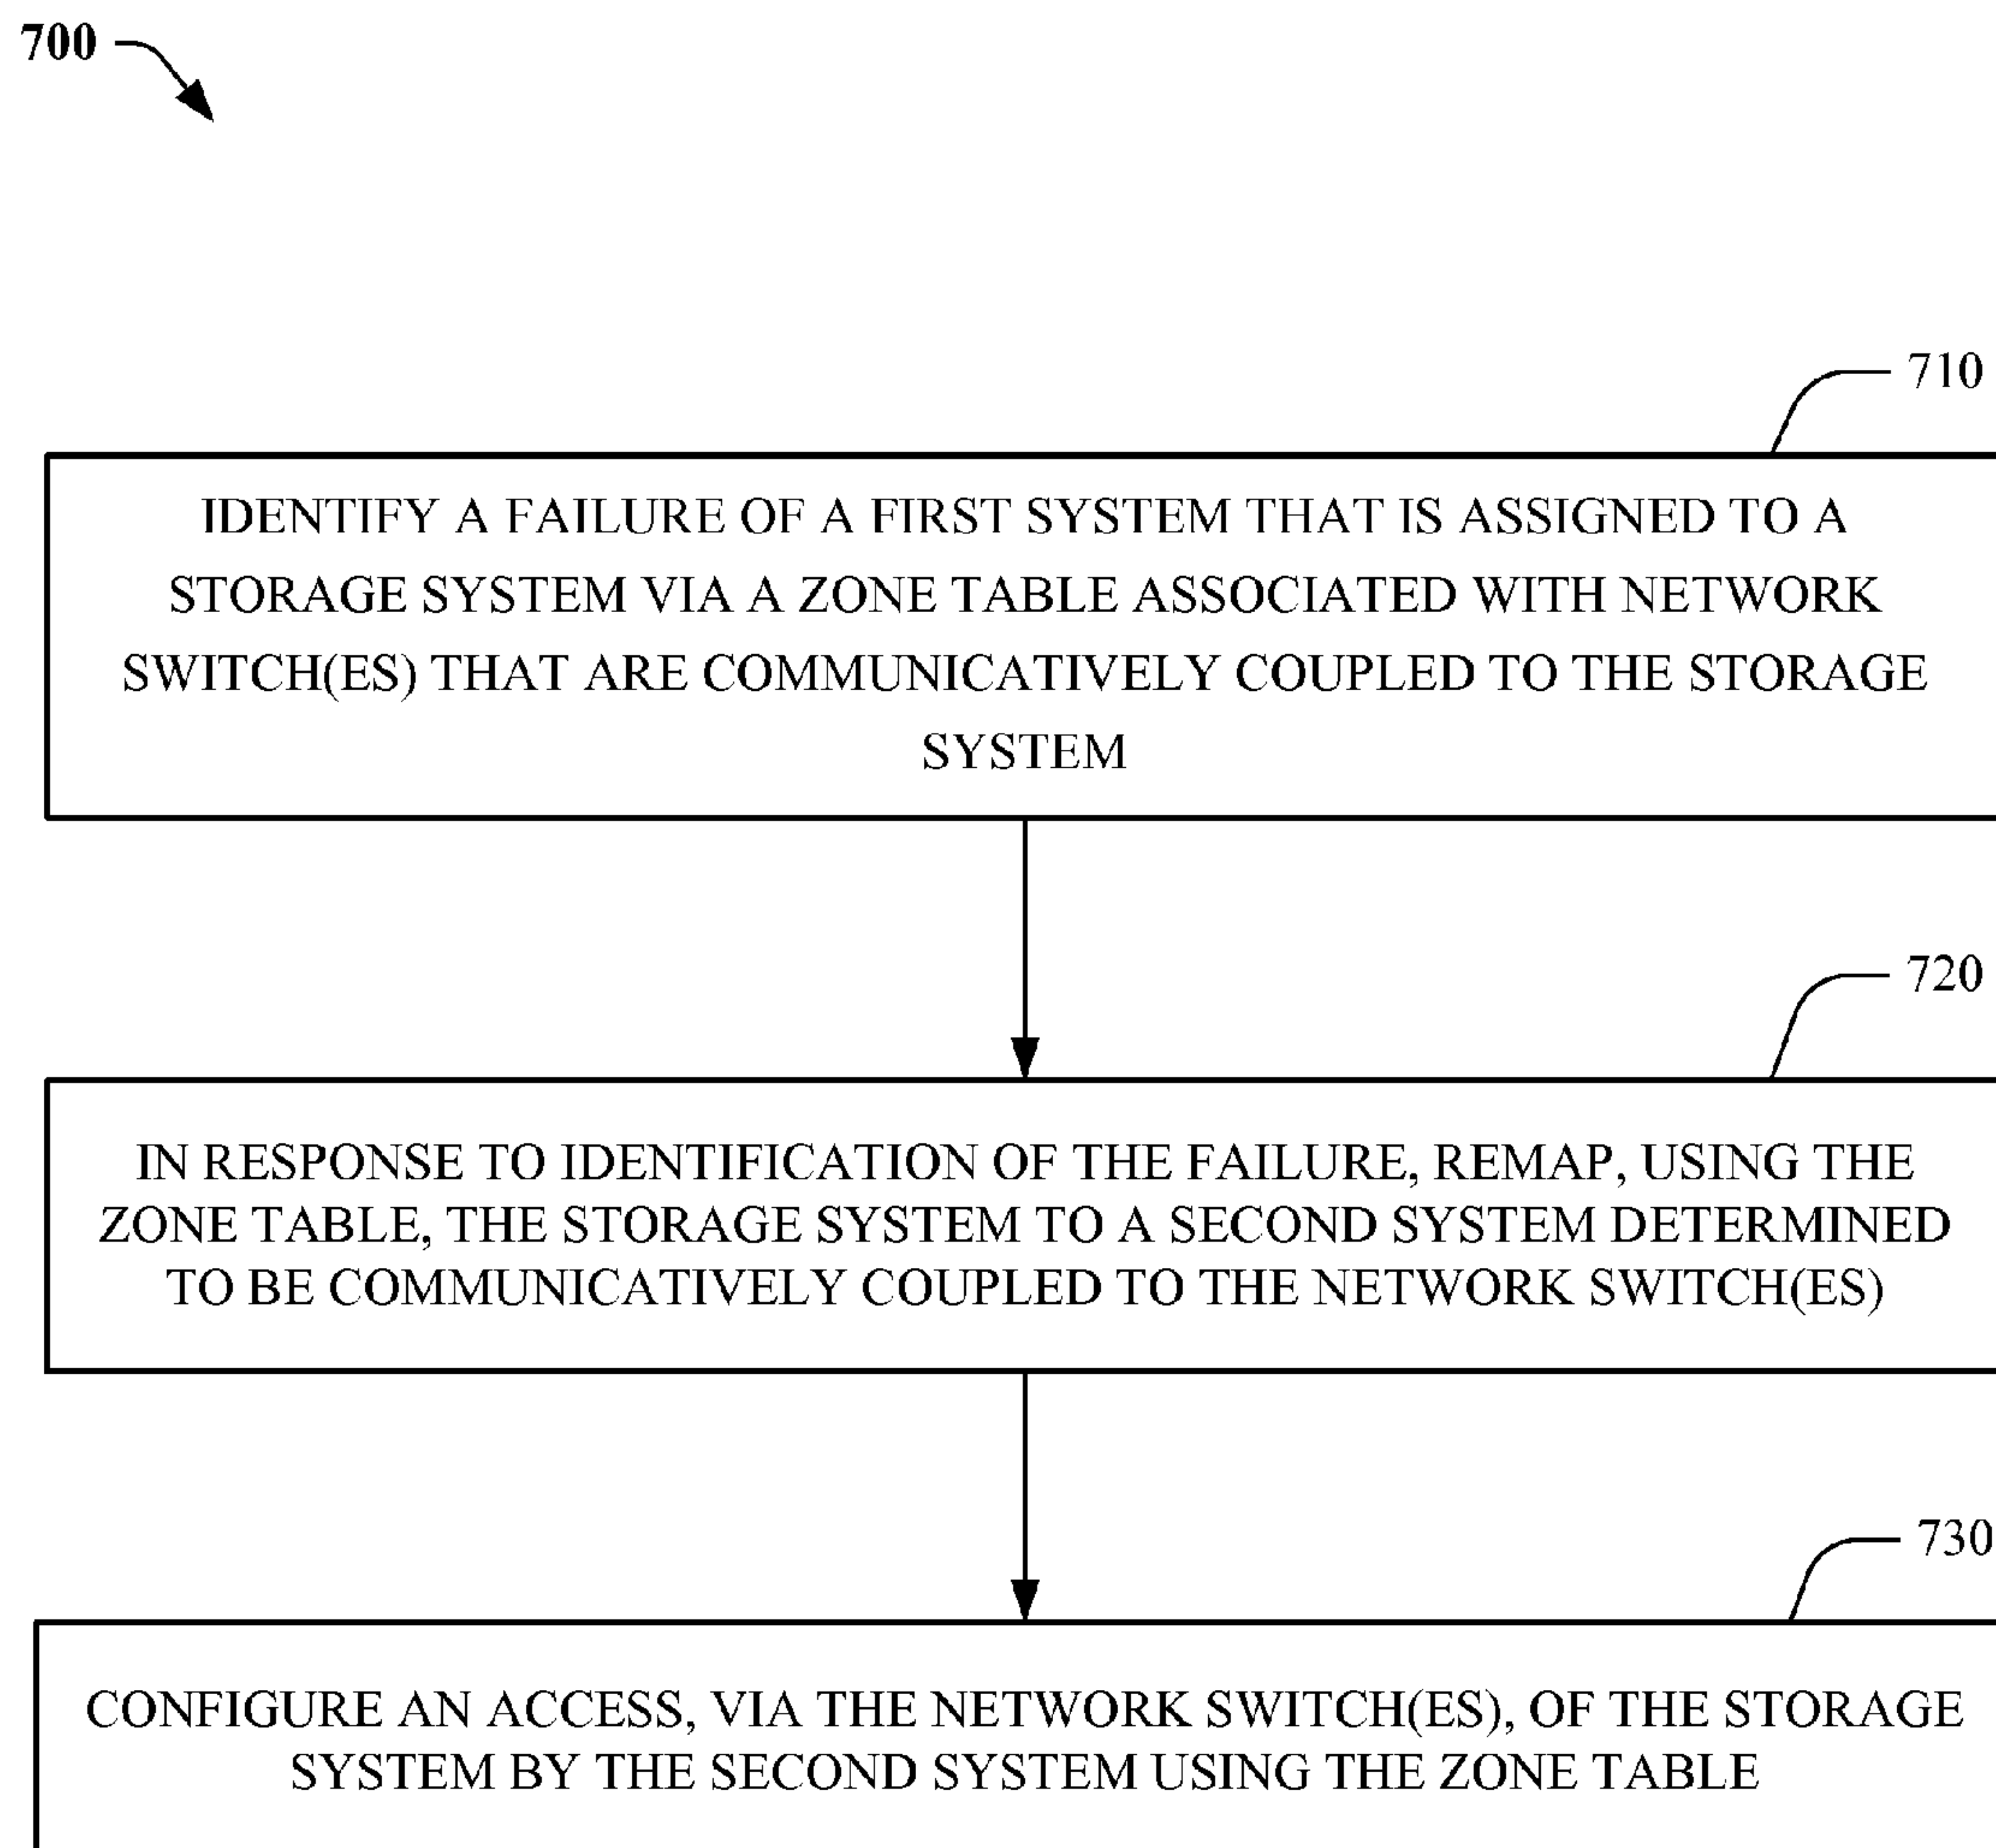 700
710
IDENTIFY A FAILURE OF A FIRST SYSTEM THAT IS ASSIGNED TO A
STORAGE SYSTEM VIA A ZONE TABLE ASSOCIATED WITH NETWORK
SWITCH(ES) THAT ARE COMMUNICATIVELY COUPLED TO THE STORAGE
SYSTEM
720
IN RESPONSE TO IDENTIFICATION OF THE FAILURE, REMAP, USING THE
ZONE TABLE, THE STORAGE SYSTEM TO A SECOND SYSTEM DETERMINED
TO BE COMMUNICATIVELY COUPLED TO THE NETWORK SWITCH(ES)
730
CONFIGURE AN ACCESS, VIA THE NETWORK SWITCH(ES), OF THE STORAGE
SYSTEM BY THE SECOND SYSTEM USING THE ZONE TABLE